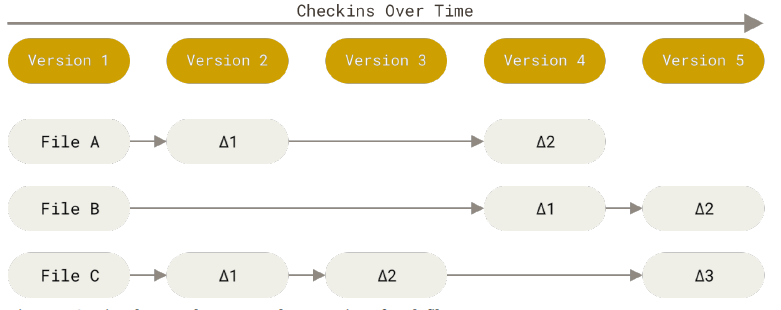 Checkins Over Time
Version 1 Version 2 Version 3 Version 4 Version 5
File A Δ1 Δ2
File B Δ1 Δ2
File C Δ1 Δ2 Δ3